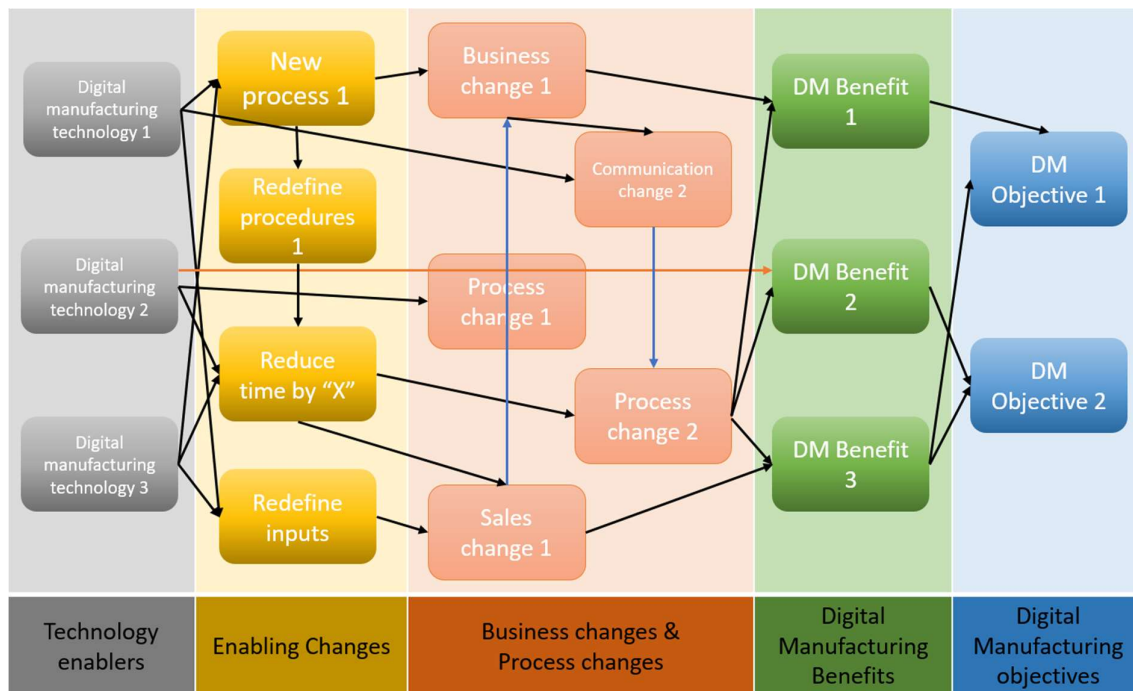 Digital
manufacturing
technology 1
Digital
manufacturing
technology 2
Digital
manufacturing
technology 3
New
process 1
Redefine
procedures
1
Reduce
time by “X”
Redefine
inputs
Business
change 1
Communication
change 2
Process
change 1
Process
change 2
Sales
change 1
DM Benefit
1
DM Benefit
2
DM Benefit
3
DM
Objective 1
DM
Objective 2
Technology
enablers
Enabling Changes
Business changes &
Process changes
Digital
Manufacturing
Benefits
Digital
Manufacturing
objectives